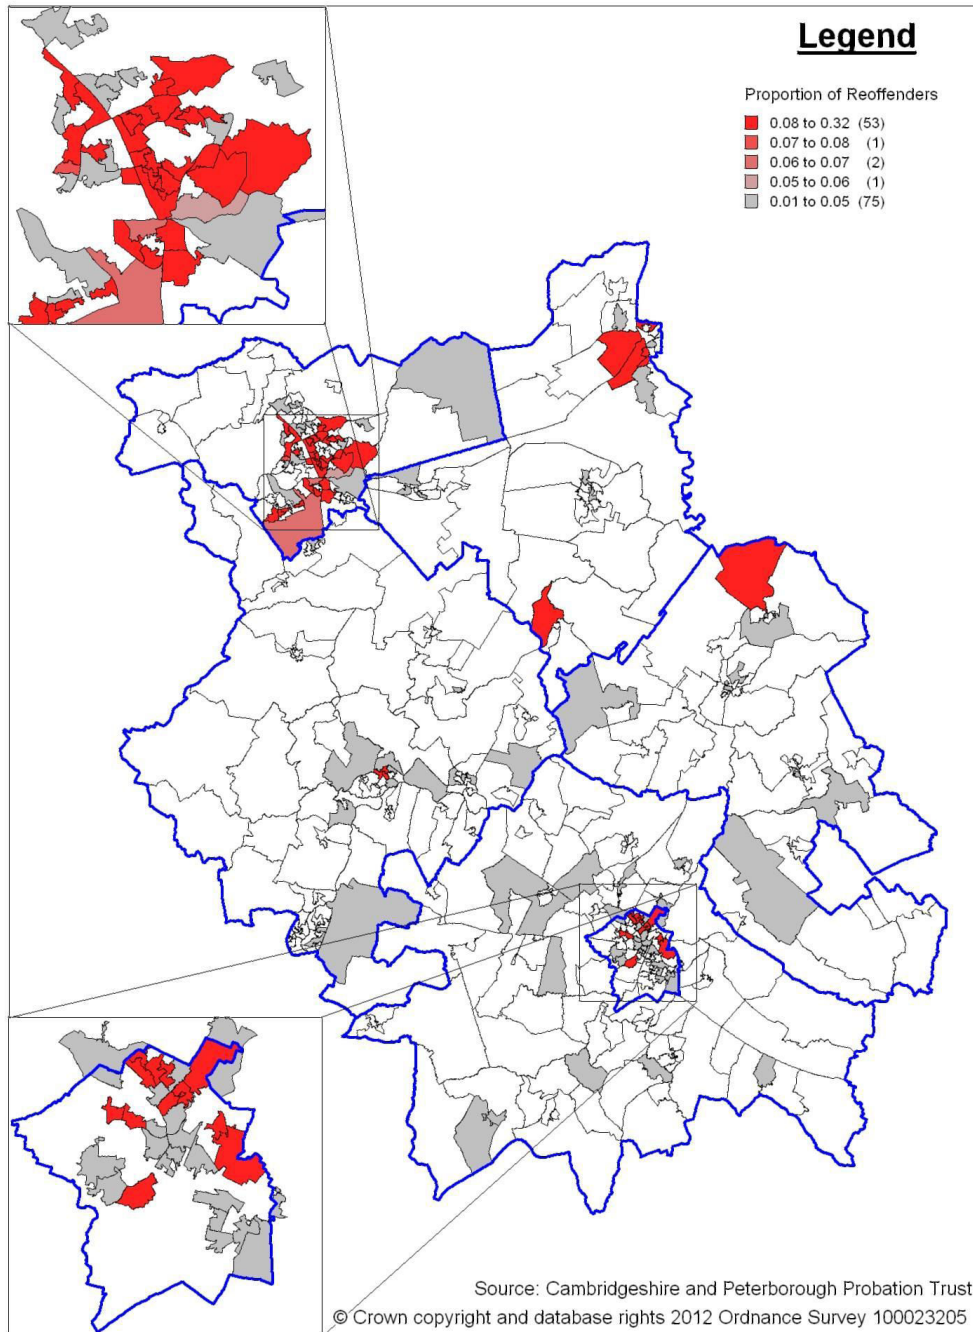 Legend
Proportion of Reoffenders
0.08 to 0.32 (53)
0.07 to 0.08 (1)
0.06 to 0.07 (2)
0.05 to 0.06 (1)
0.01 to 0.05 (75)
Source: Cambridgeshire and Peterborough Probation Trust
© Crown copyright and database rights 2012 Ordnance Survey 100023205